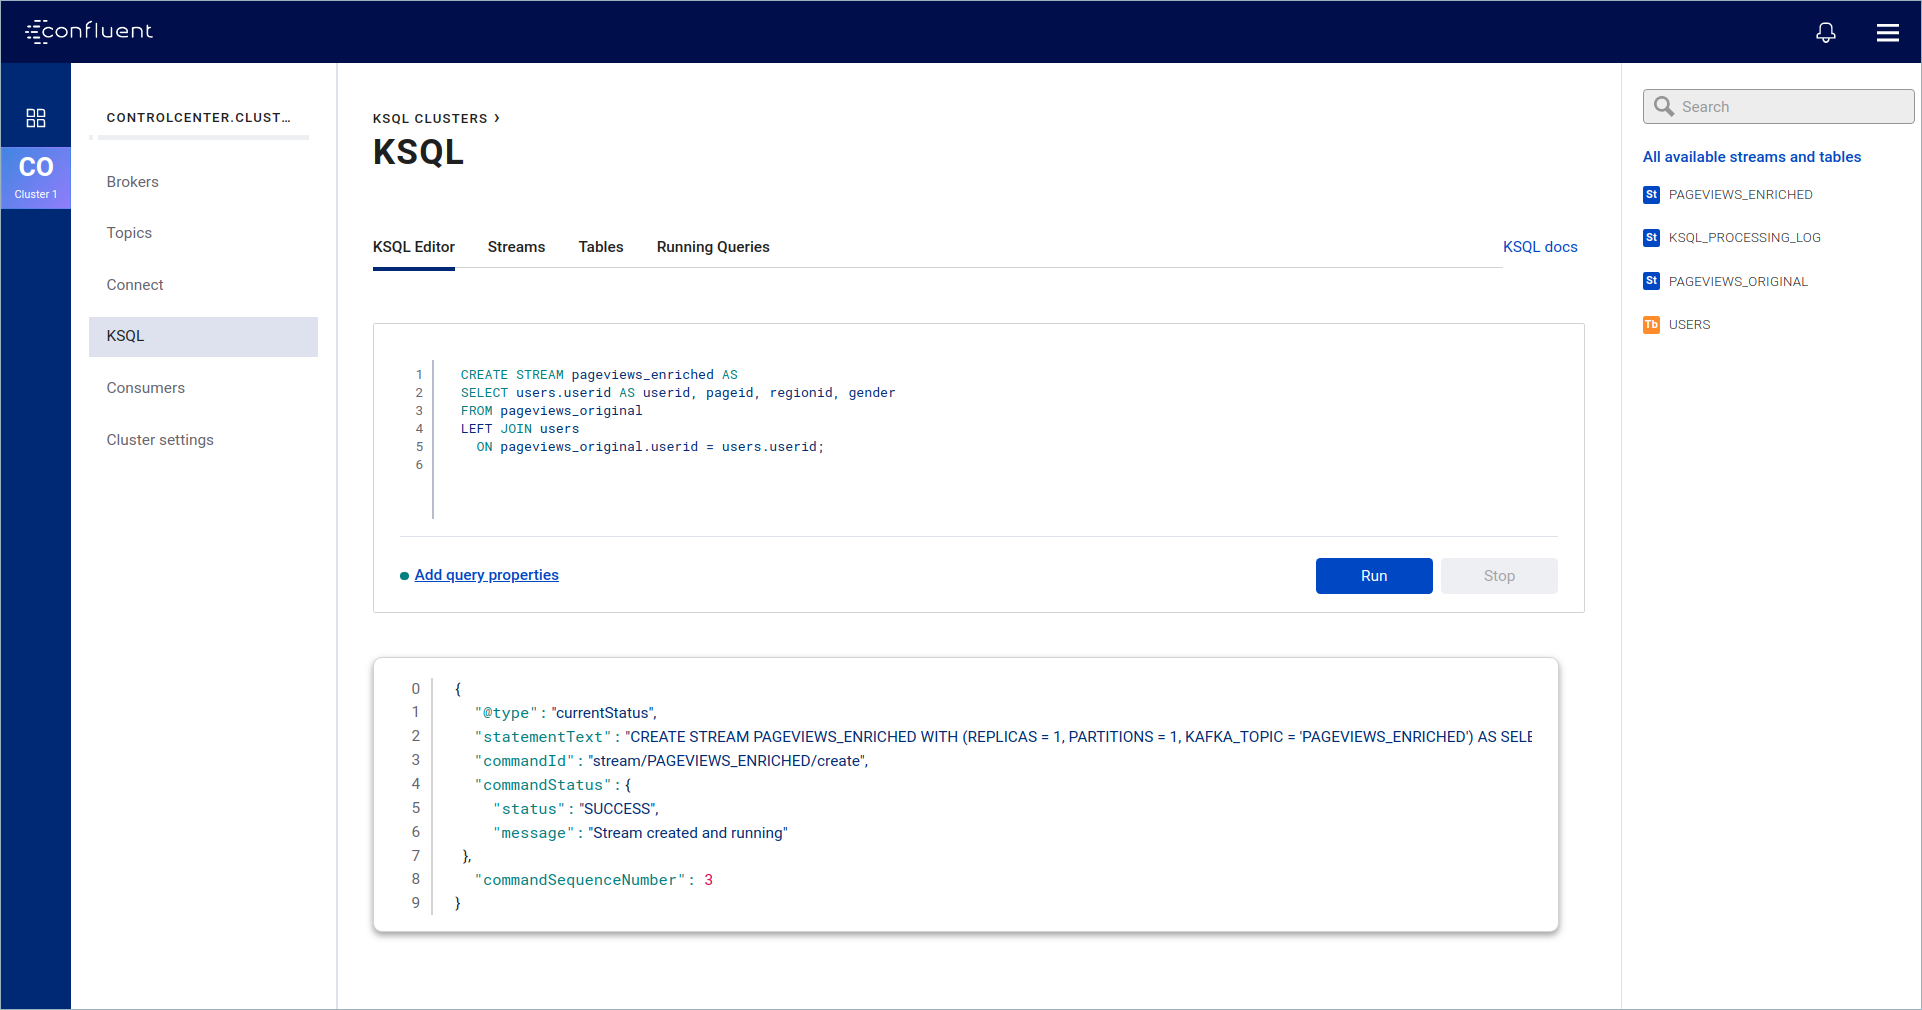 confluent
CO
Cluster 1
CONTROLCENTER.CLUST...
Brokers
Topics
Connect
KSQL
Consumers
Cluster settings
KSQL CLUSTERS ›
KSQL
KSQL Editor Streams Tables Running Queries KSQL docs
1 CREATE STREAM pageviews_enriched AS
2 SELECT users.userid AS userid, pageid, regionid, gender
3 FROM pageviews_original
4 LEFT JOIN users
5 ON pageviews_original.userid = users.userid;
6
Add query properties Run Stop
0 {
1 "@type": "currentStatus",
2 "statementText": "CREATE STREAM PAGEVIEWS_ENRICHED WITH (REPLICAS = 1, PARTITIONS = 1, KAFKA_TOPIC = 'PAGEVIEWS_ENRICHED') AS SELE
3 "commandId": "stream/PAGEVIEWS_ENRICHED/create",
4 "commandStatus": {
5 "status": "SUCCESS",
6 "message": "Stream created and running"
7 },
8 "commandSequenceNumber": 3
9 }
Search
All available streams and tables
St PAGEVIEWS_ENRICHED
St KSQL_PROCESSING_LOG
St PAGEVIEWS_ORIGINAL
Tb USERS